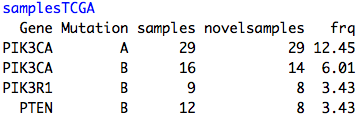 samplesTCGA
Gene Mutation samples novelsamples frq
PIK3CA A 29 29 12.45
PIK3CA B 16 14 6.01
PIK3R1 B 9 8 3.43
PTEN B 12 8 3.43